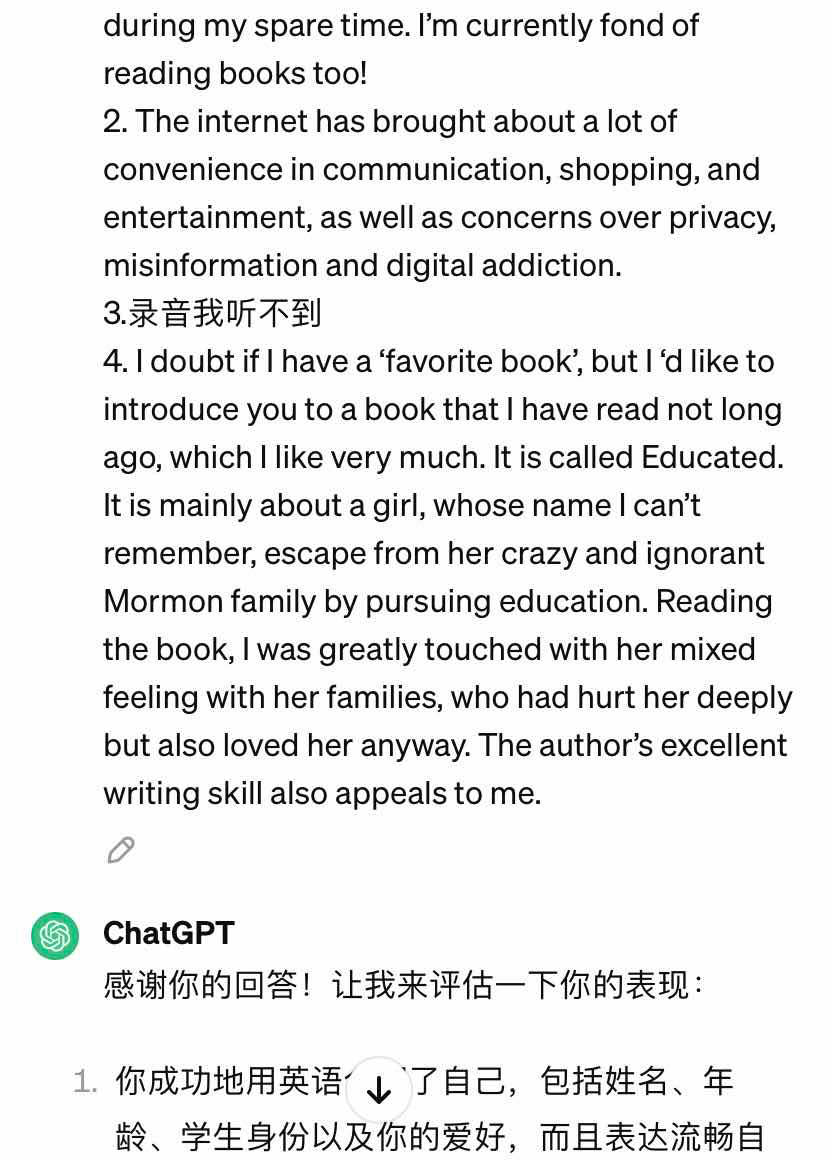 during my spare time. I’m currently fond of
reading books too!
2. The internet has brought about a lot of
convenience in communication, shopping, and
entertainment, as well as concerns over privacy,
misinformation and digital addiction.
3.录音我听不到
4. I doubt if I have a ‘favorite book’, but I ‘d like to
introduce you to a book that I have read not long
ago, which I like very much. It is called Educated.
It is mainly about a girl, whose name I can’t
remember, escape from her crazy and ignorant
Mormon family by pursuing education. Reading
the book, I was greatly touched with her mixed
feeling with her families, who had hurt her deeply
but also loved her anyway. The author’s excellent
writing skill also appeals to me.
ChatGPT
感谢你的回答！让我来评估一下你的表现：
1. 你成功地用英语了自己，包括姓名、年
龄、学生身份以及你的爱好，而且表达流畅自